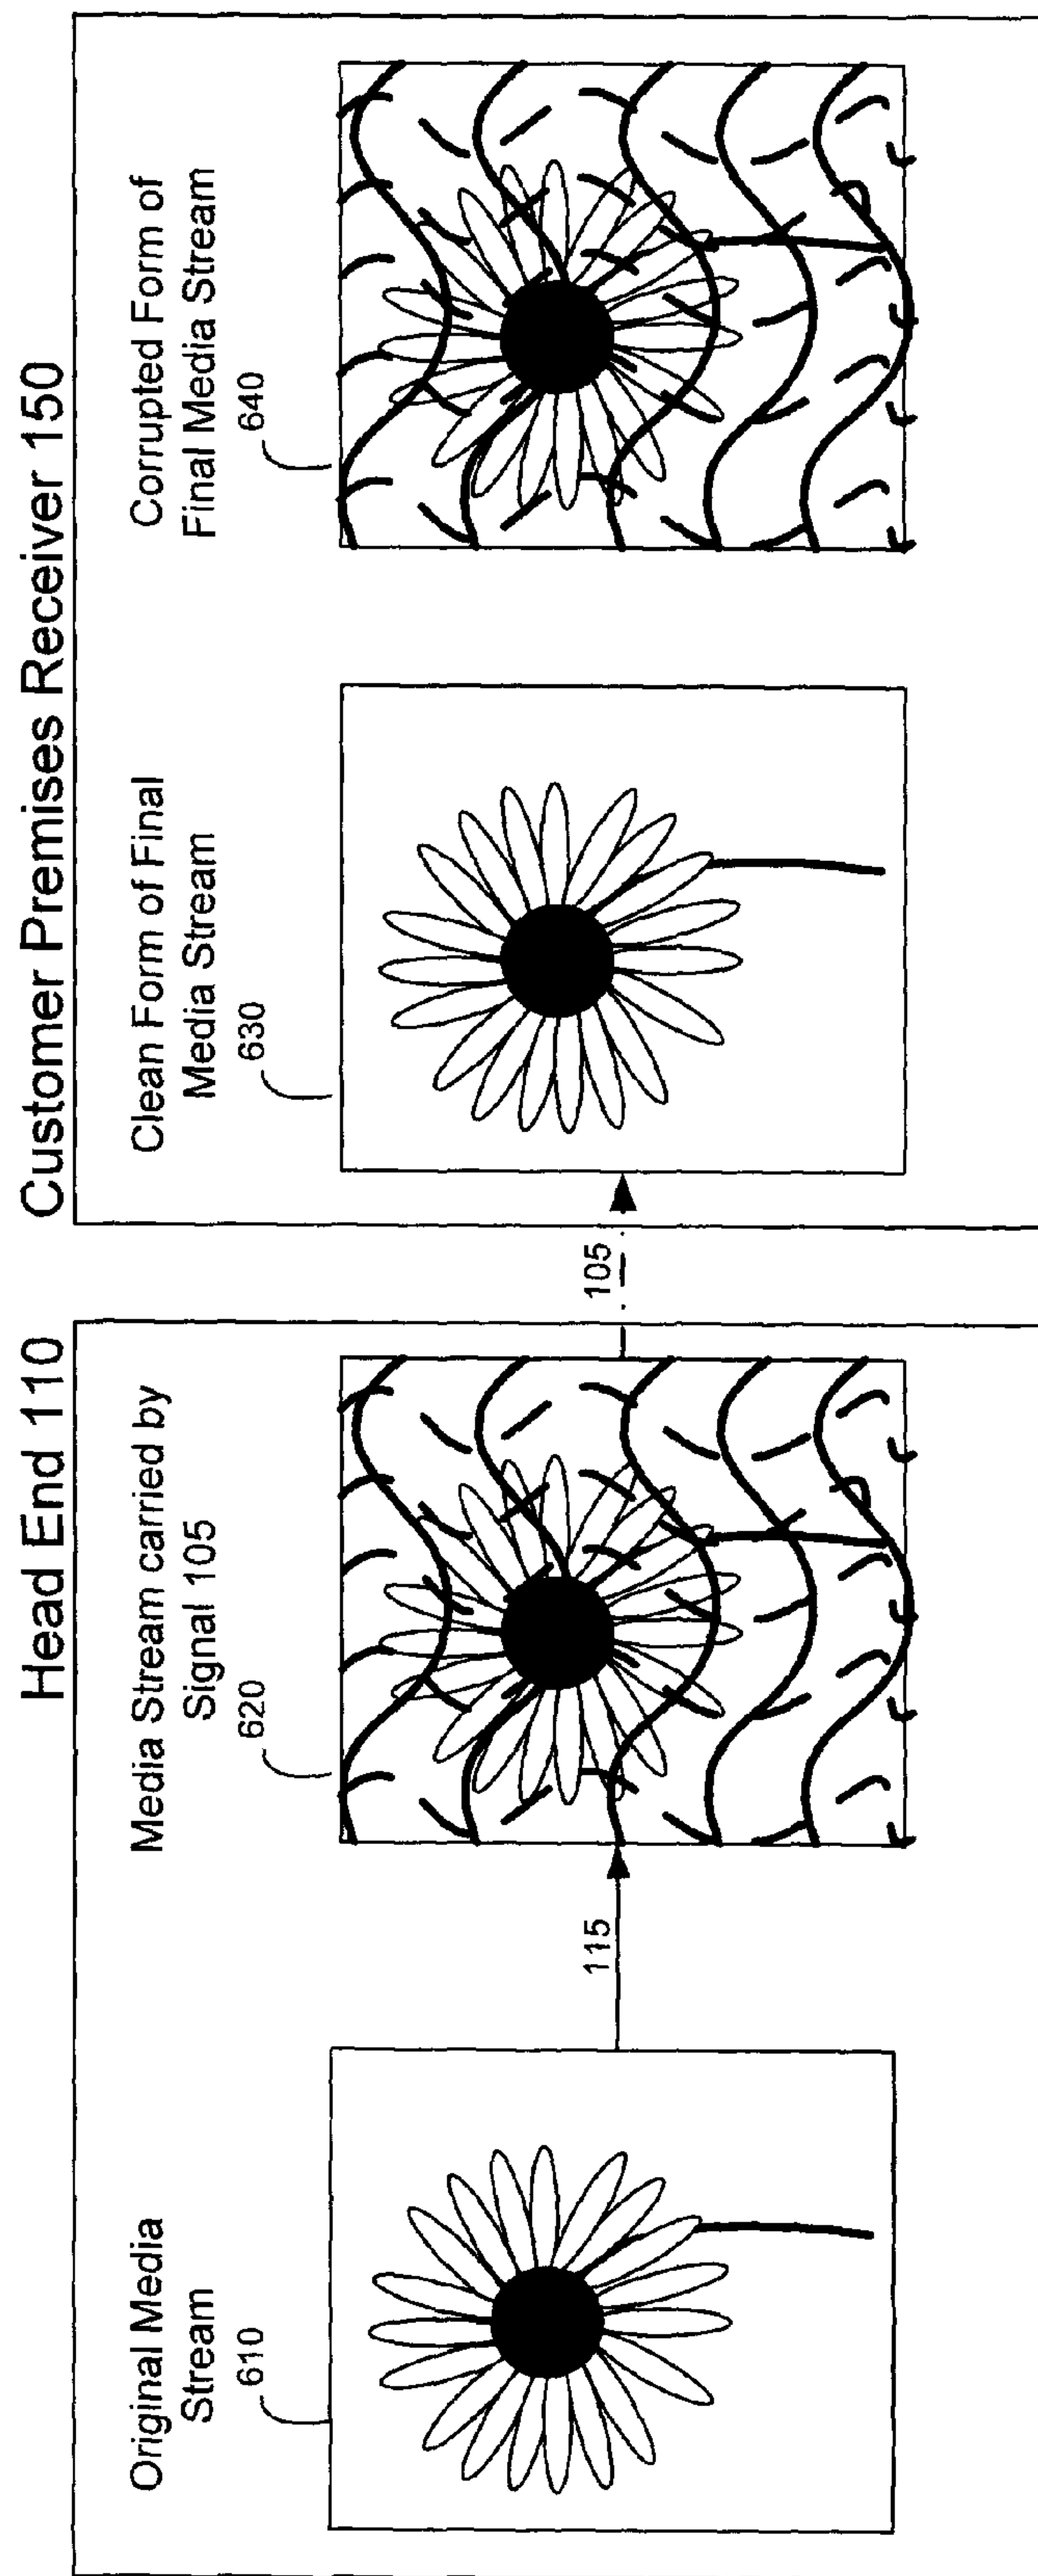 Head End 110
Original Media
Stream
610
115
Media Stream carried by
Signal 105
620
105
Customer Premises Receiver 150
Clean Form of Final
Media Stream
630
Corrupted Form of
Final Media Stream
640